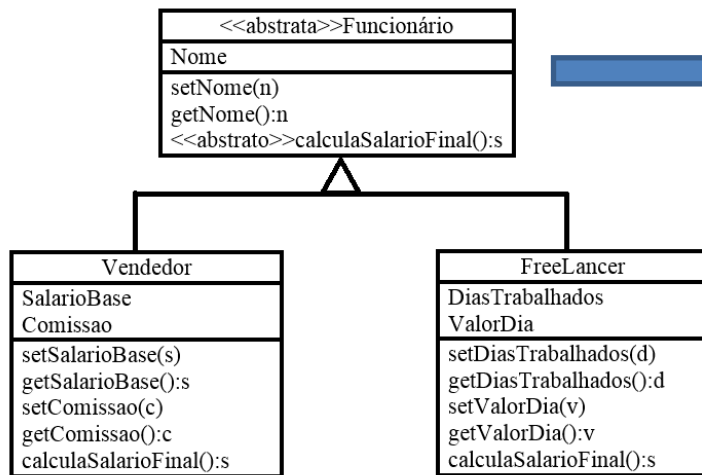 <<abstrata>>Funcionário
Nome
setNome(n)
getNome():n
<<abstrato>>calculaSalarioFinal():s
Vendedor
SalarioBase
Comissao
setSalarioBase(s)
getSalarioBase():s
setComissao(c)
getComissao():c
calculaSalarioFinal():s
FreeLancer
DiasTrabalhados
ValorDia
setDiasTrabalhados(d)
getDiasTrabalhados():d
setValorDia(v)
getValorDia():v
calculaSalarioFinal():s